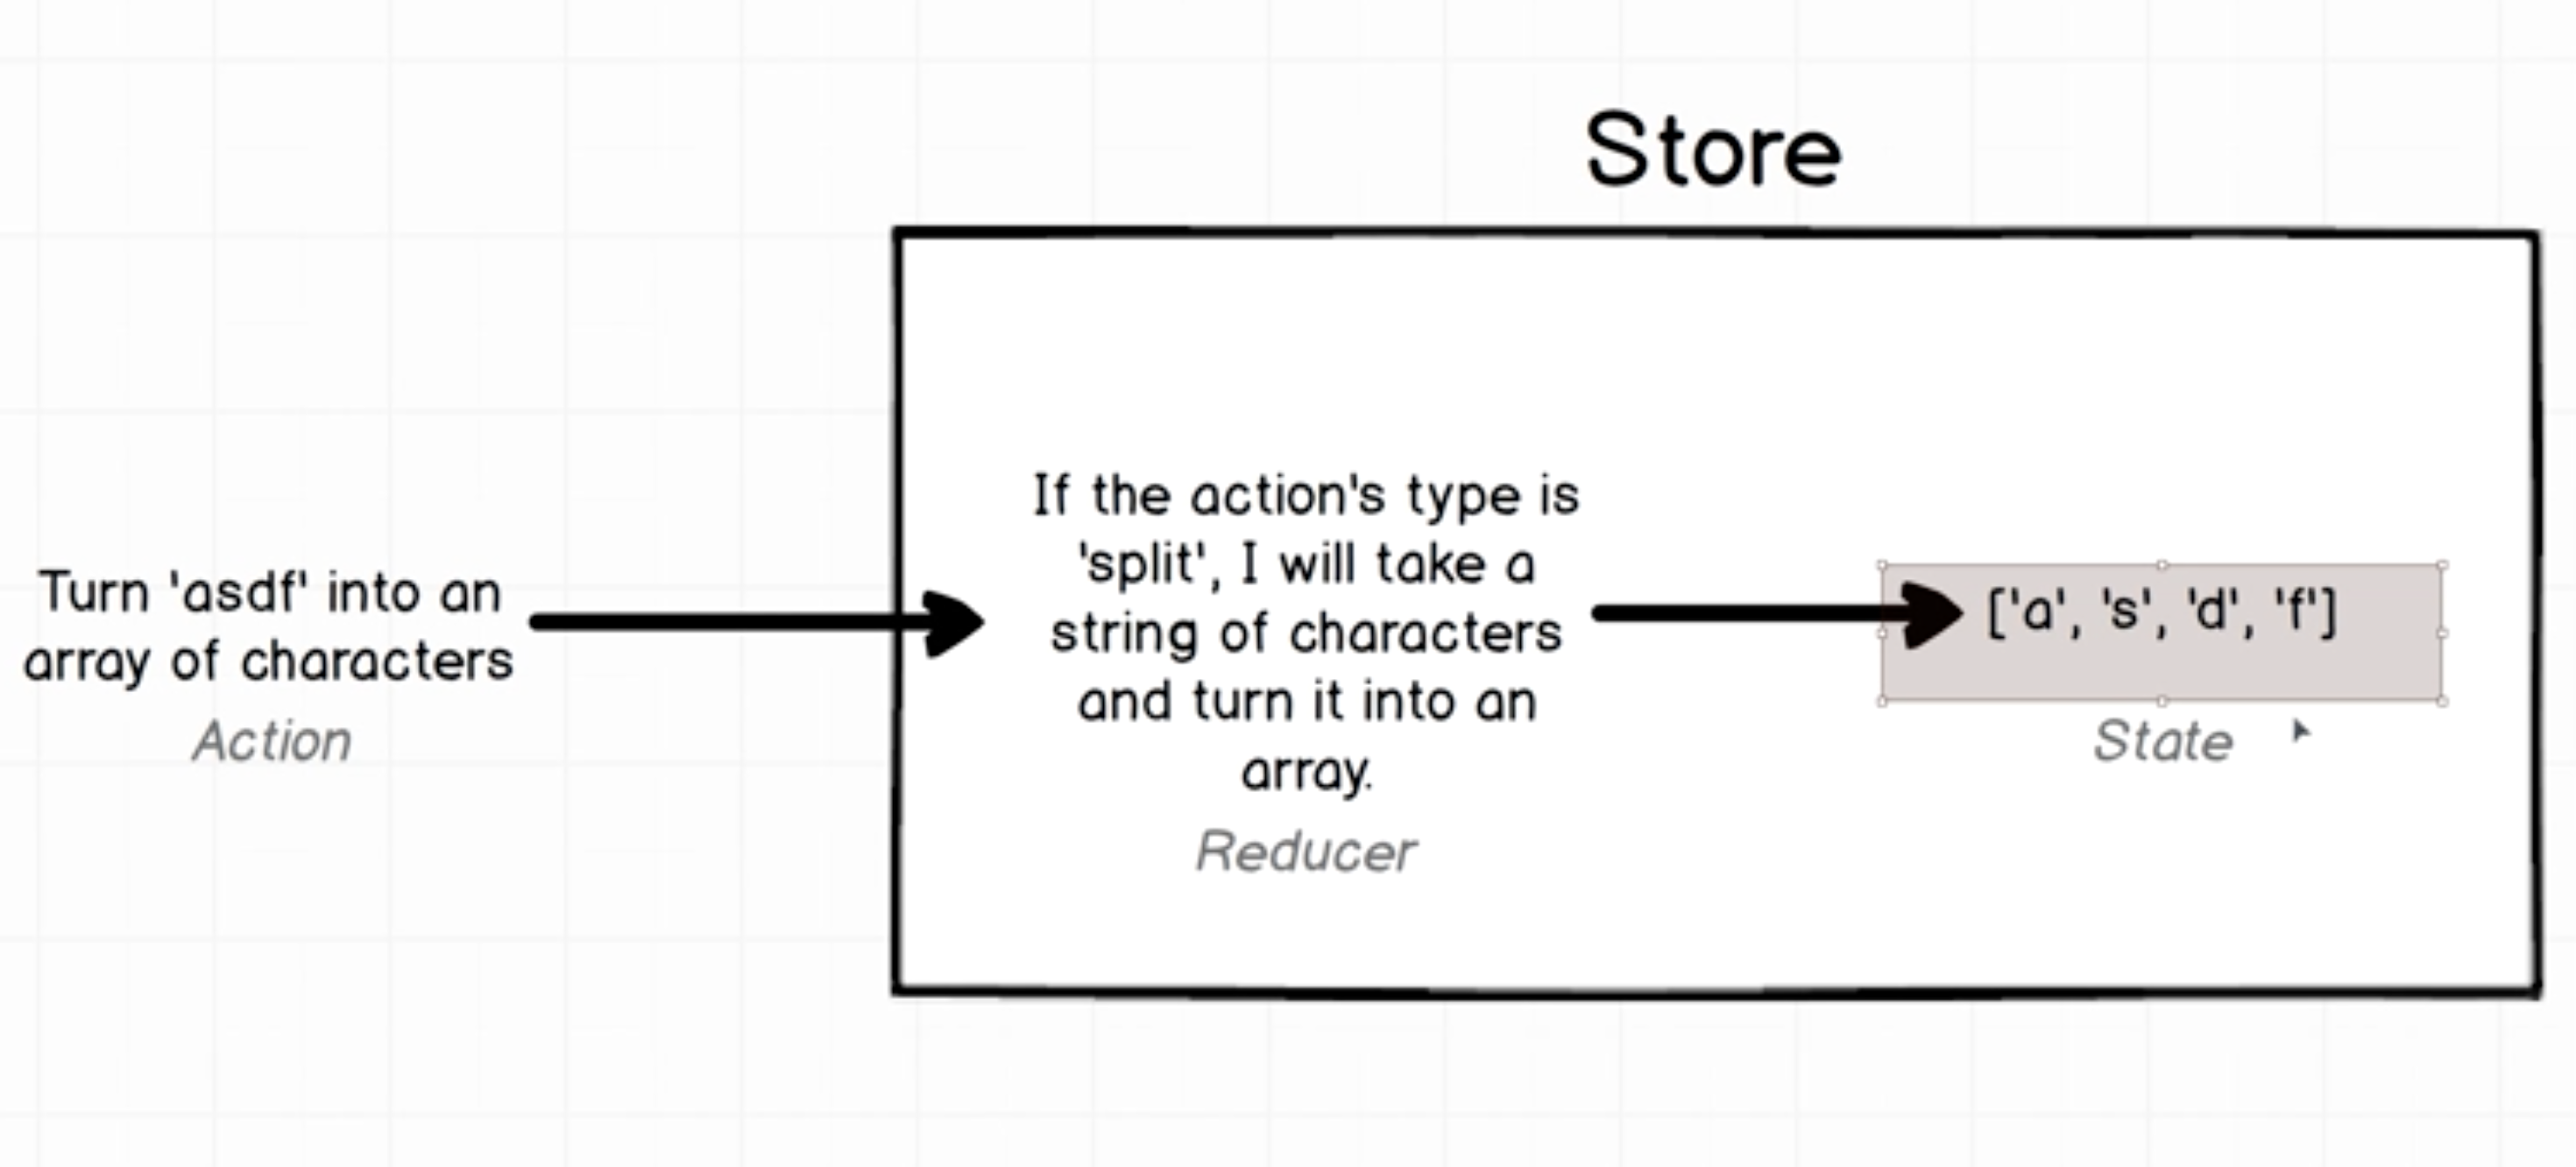 Store
Turn 'asdf' into an
array of characters
Action
If the action's type is
'split', I will take a
string of characters
and turn it into an
array.
Reducer
['a', 's', 'd', 'f']
State